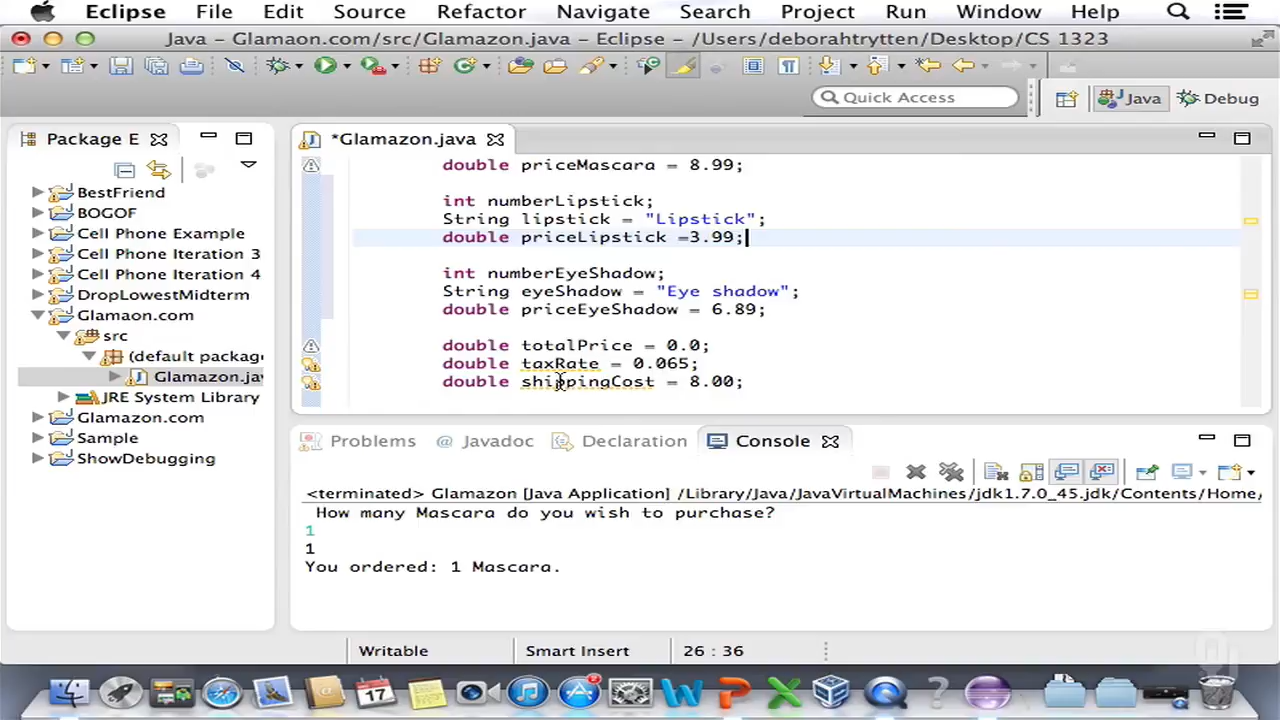 Eclipse File Edit Source Refactor Navigate Search Project Run Window Help
Java - Glamaon.com/src/Glamazon.java - Eclipse - /Users/deborahtrytten/Desktop/CS 1323
Quick Access
Java
Debug
Package E
*Glamazon.java
BestFriend
BOGOF
Cell Phone Example
Cell Phone Iteration 3
Cell Phone Iteration 4
DropLowestMidterm
Glamaon.com
src
(default packag
Glamazon.jav
JRE System Library
Glamazon.com
Sample
ShowDebugging
double priceMascara = 8.99;
int numberLipstick;
String lipstick = "Lipstick";
double priceLipstick =3.99;
int numberEyeShadow;
String eyeShadow = "Eye shadow";
double priceEyeShadow = 6.89;
double totalPrice = 0.0;
double taxRate = 0.065;
double shippingCost = 8.00;
Problems @ Javadoc Declaration Console
<terminated> Glamazon [Java Application] /Library/Java/JavaVirtualMachines/jdk1.7.0_45.jdk/Contents/Home/
How many Mascara do you wish to purchase?
1
1
You ordered: 1 Mascara.
Writable Smart Insert 26 : 36
17